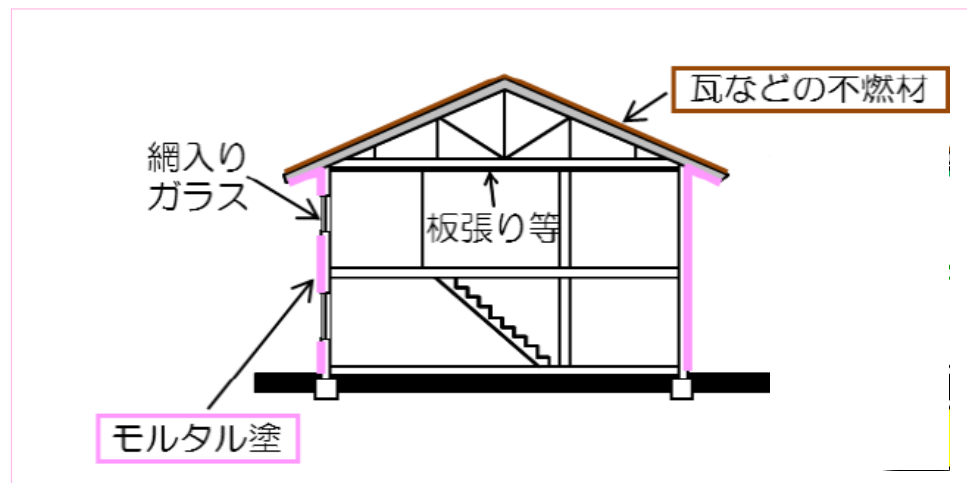 瓦などの不燃材
網入り
ガラス
板張り等
モルタル塗